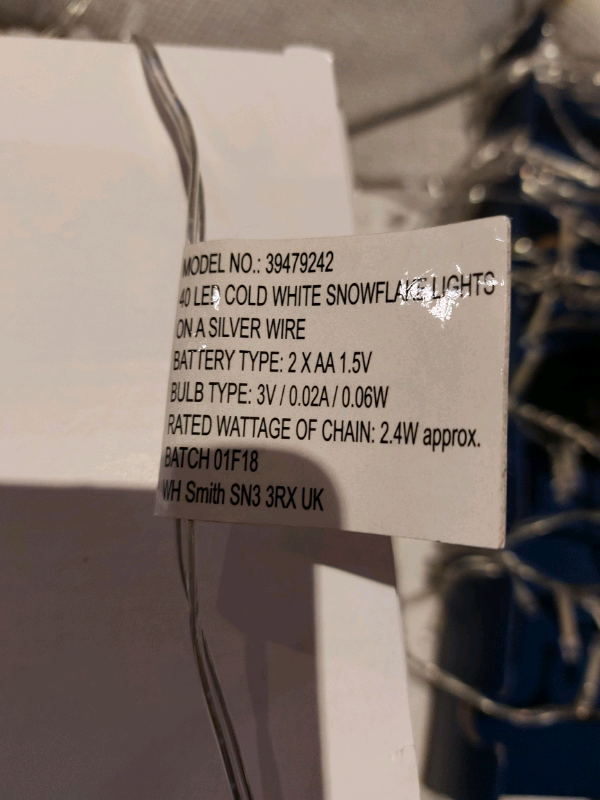 MODEL NO.: 39479242
40 LED COLD WHITE SNOWFLAKE LIGHTS
ON A SILVER WIRE
BATTERY TYPE: 2 X AA 1.5V
BULB TYPE: 3V / 0.02A / 0.06W
RATED WATTAGE OF CHAIN: 2.4W approx.
BATCH 01F18
WH Smith SN3 3RX UK